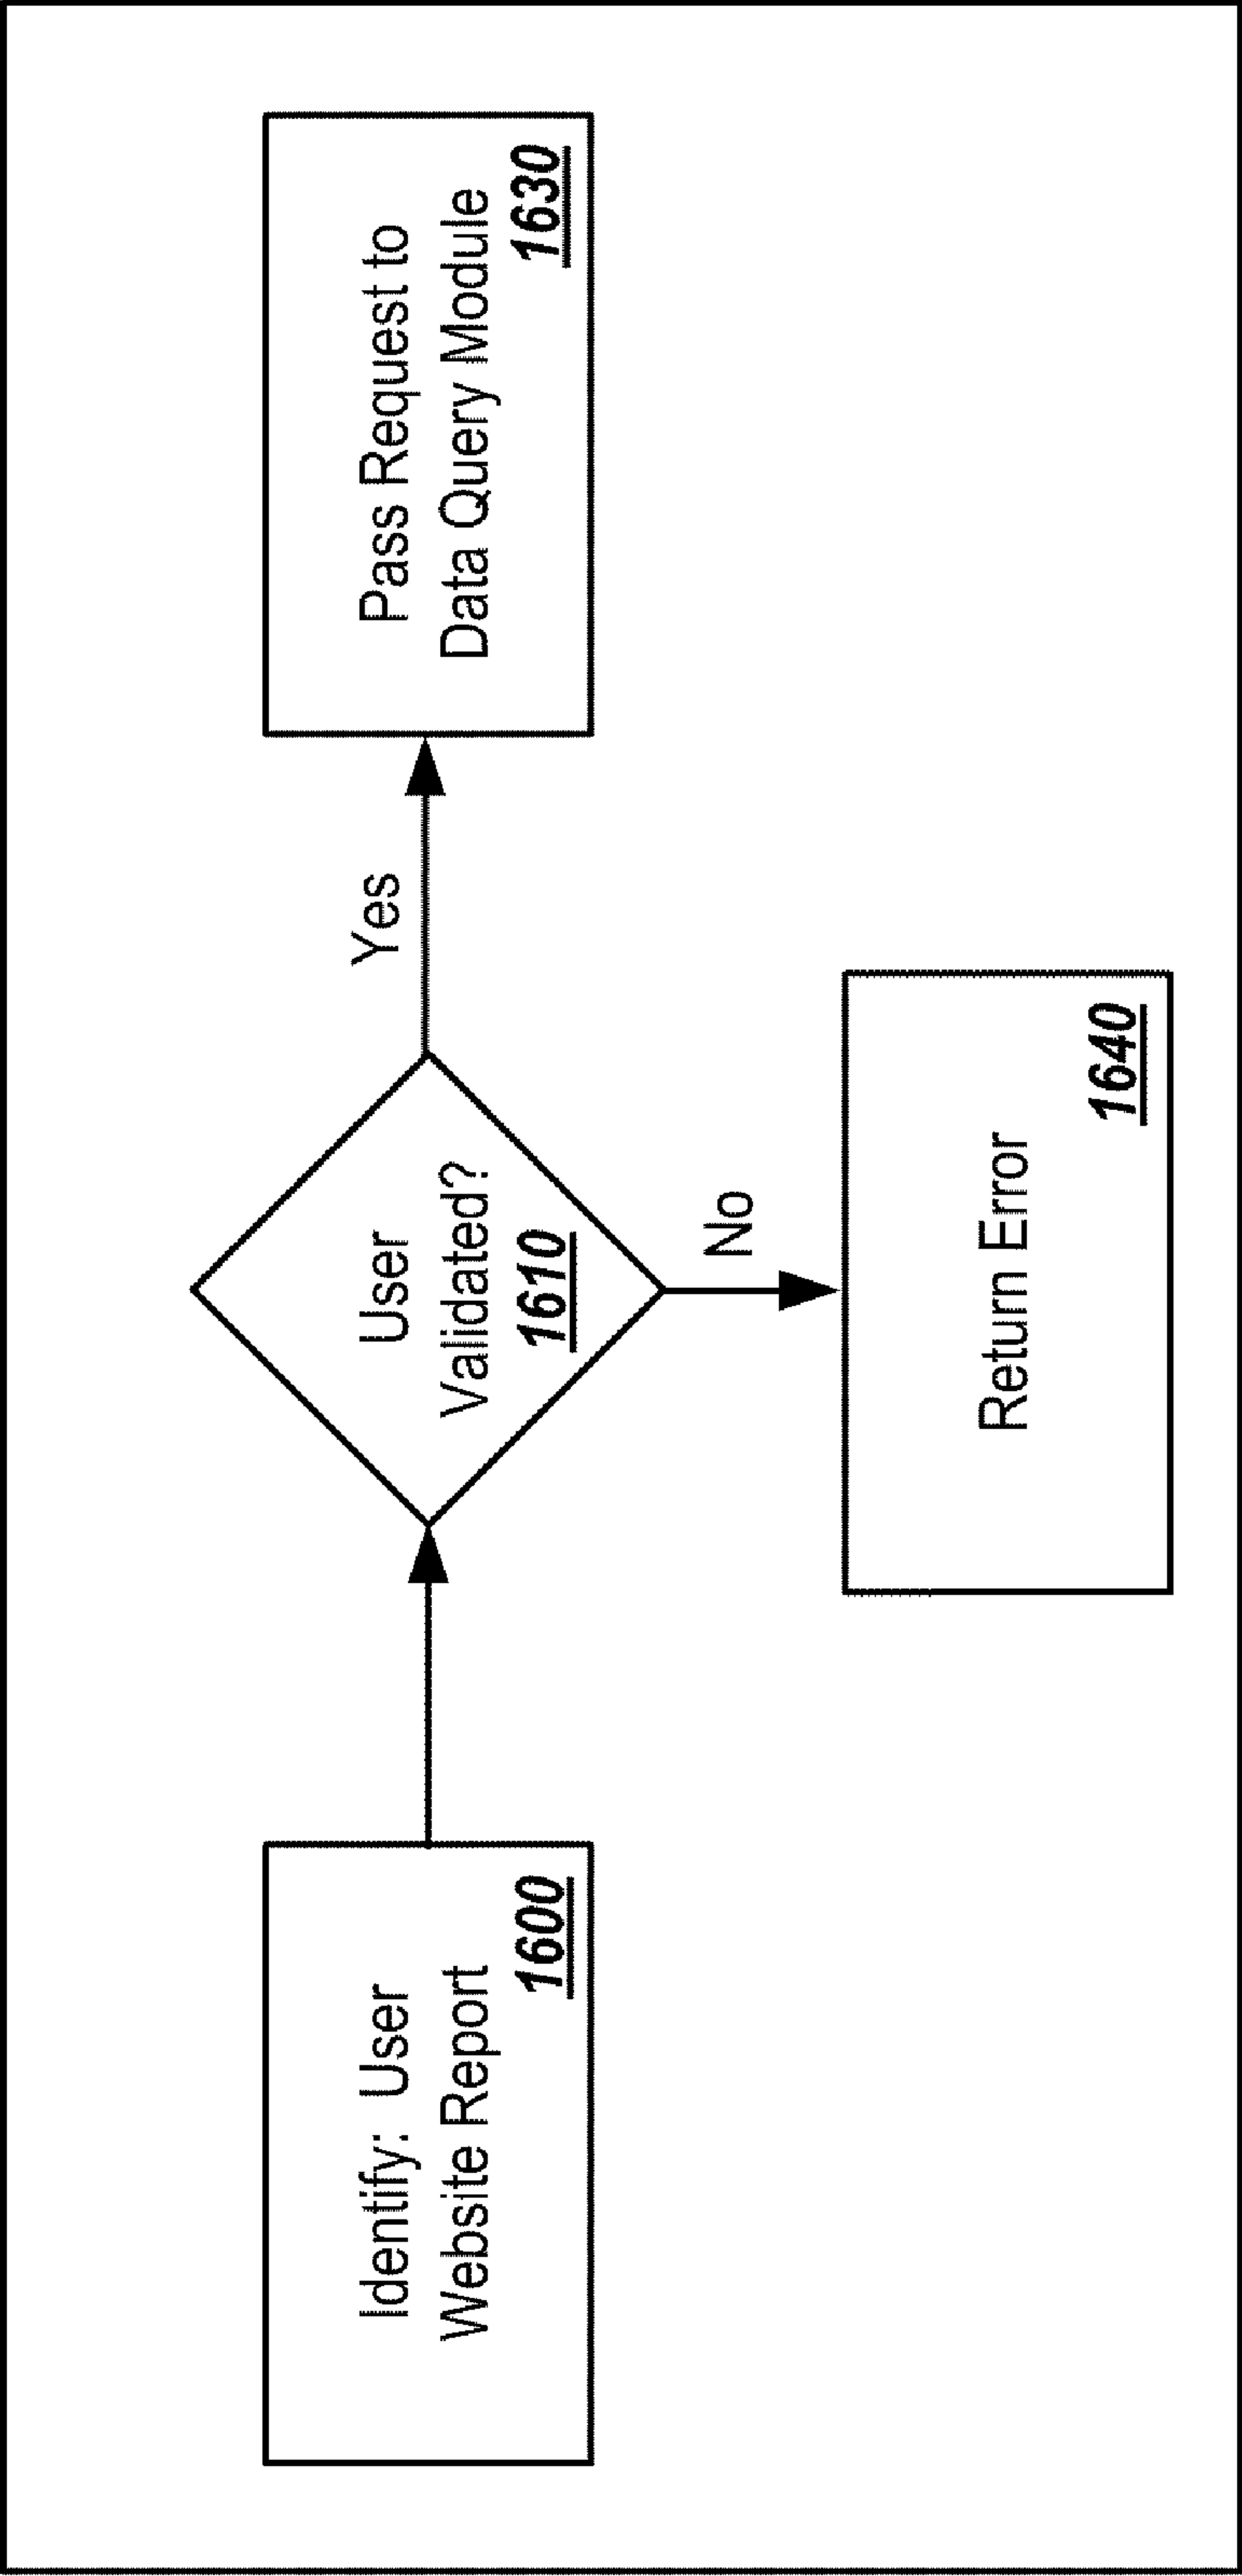 Identify: User
Website Report
1600
User
Validated?
1610
Yes
Pass Request to
Data Query Module
1630
No
Return Error
1640